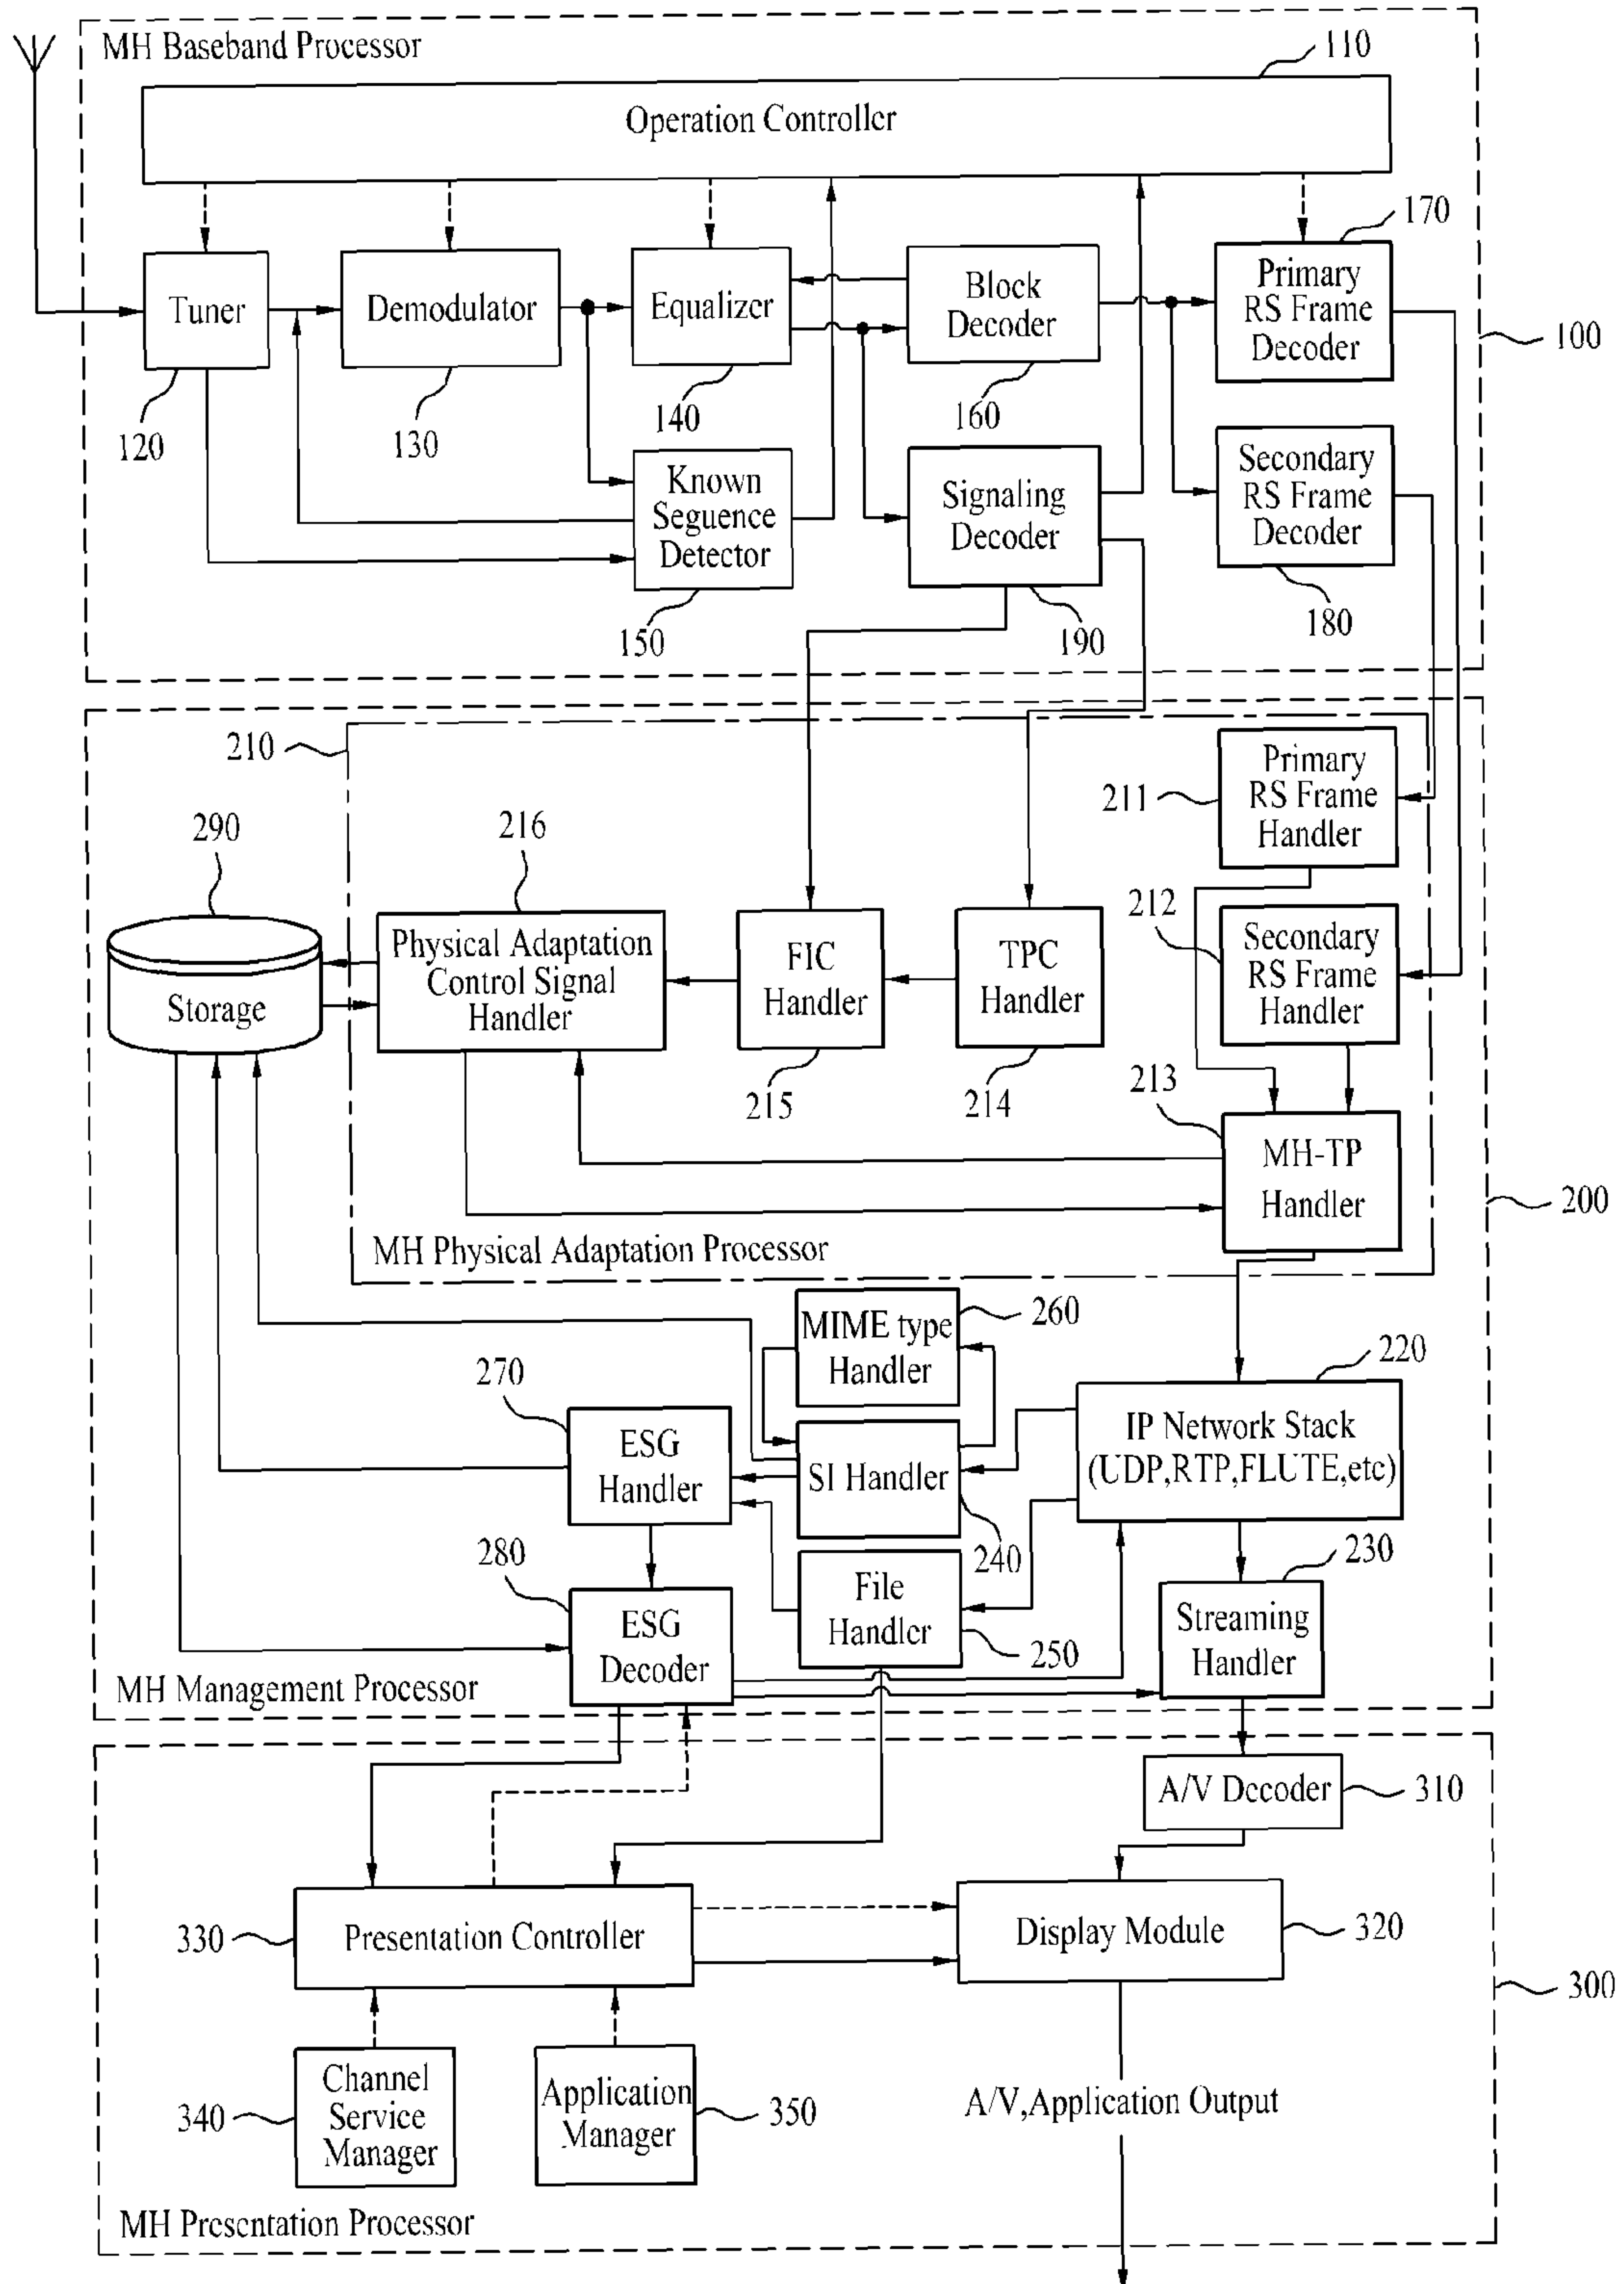 MH Baseband Processor
110
Operation Controller
170
Tuner
Demodulator
Equalizer
Block
Decoder
Primary
RS Frame
Decoder
100
120
130
140
160
Known
Seguence
Detector
Signaling
Decoder
Secondary
RS Frame
Decoder
150
190
180
210
Primary
RS Frame
Handler
211
290
216
212
Storage
Physical Adaptation
Control Signal
Handler
FIC
Handler
TPC
Handler
Secondary
RS Frame
Handler
215
214
213
MH-TP
Handler
200
MH Physical Adaptation Processor
MIME type
Handler
260
220
270
ESG
Handler
SI Handler
IP Network Stack
(UDP,RTP,FLUTE,etc)
240
280
230
ESG
Decoder
File
Handler
250
Streaming
Handler
MH Management Processor
A/V Decoder
310
330
Presentation Controller
Display Module
320
300
340
Channel
Service
Manager
Application
Manager
350
A/V,Application Output
MH Presentation Processor